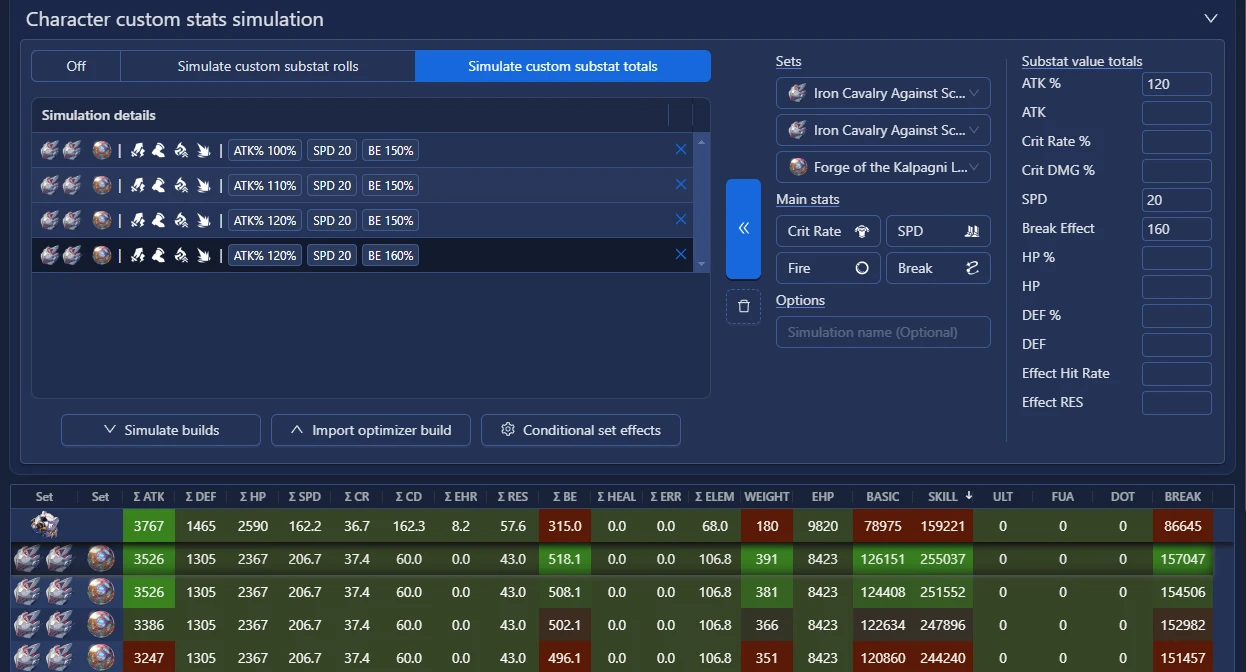 Character custom stats simulation
Off Simulate custom substat rolls Simulate custom substat totals
Simulation details
ATK% 100% SPD 20 BE 150%
ATK% 110% SPD 20 BE 150%
ATK% 120% SPD 20 BE 150%
ATK% 120% SPD 20 BE 160%
Simulate builds Import optimizer build Conditional set effects
Sets
Iron Cavalry Against Sc...
Iron Cavalry Against Sc...
Forge of the Kalpagni L...
Main stats
Crit Rate SPD
Fire Break
Options
Simulation name (Optional)
Substat value totals
ATK % 120
ATK
Crit Rate %
Crit DMG %
SPD 20
Break Effect 160
HP %
HP
DEF %
DEF
Effect Hit Rate
Effect RES
Set Set Σ ATK Σ DEF Σ HP Σ SPD Σ CR Σ CD Σ EHR Σ RES Σ BE Σ HEAL Σ ERR Σ ELEM WEIGHT EHP BASIC SKILL ULT FUA DOT BREAK
3767 1465 2590 162.2 36.7 162.3 8.2 57.6 315.0 0.0 0.0 68.0 180 9820 78975 159221 0 0 0 86645
3526 1305 2367 206.7 37.4 60.0 0.0 43.0 518.1 0.0 0.0 106.8 391 8423 126151 255037 0 0 0 157047
3526 1305 2367 206.7 37.4 60.0 0.0 43.0 508.1 0.0 0.0 106.8 381 8423 124408 251552 0 0 0 154506
3386 1305 2367 206.7 37.4 60.0 0.0 43.0 502.1 0.0 0.0 106.8 366 8423 122634 247896 0 0 0 152982
3247 1305 2367 206.7 37.4 60.0 0.0 43.0 496.1 0.0 0.0 106.8 351 8423 120860 244240 0 0 0 151457